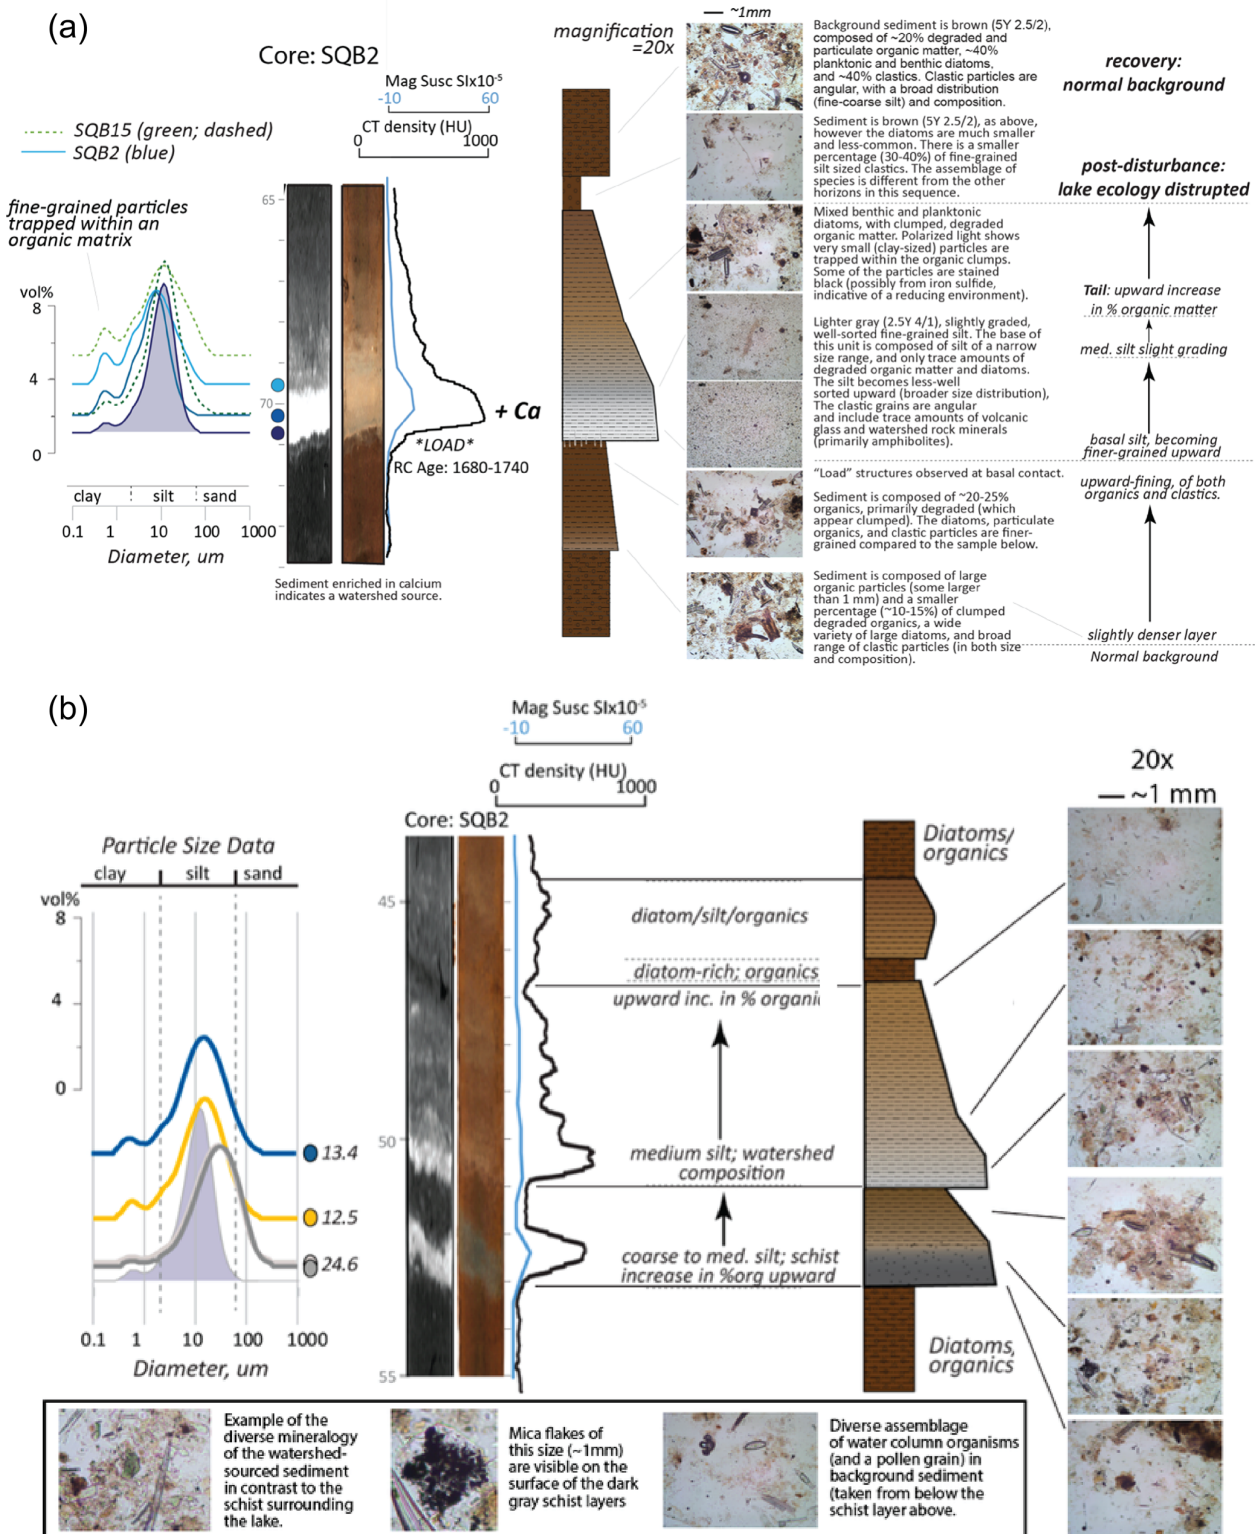 (a)
Core: SQB2
Mag Susc SIx10-5
-10 60
CT density (HU)
0 1000
SQB15 (green; dashed)
SQB2 (blue)
fine-grained particles
trapped within an
organic matrix
vol%
8
4
0
clay silt sand
0.1 1 10 100 1000
Diameter, um
65
70
*LOAD*
RC Age: 1680-1740
+ Ca
Sediment enriched in calcium
indicates a watershed source.
magnification
=20x
~1mm
Background sediment is brown (5Y 2.5/2),
composed of ~20% degraded and
particulate organic matter, ~40%
planktonic and benthic diatoms,
and ~40% clastics. Clastic particles are
angular, with a broad distribution
(fine-coarse silt) and composition.
Sediment is brown (5Y 2.5/2), as above,
however the diatoms are much smaller
and less-common. There is a smaller
percentage (30-40%) of fine-grained
silt sized clastics. The assemblage of
species is different from the other
horizons in this sequence.
Mixed benthic and planktonic
diatoms, with clumped, degraded
organic matter. Polarized light shows
very small (clay-sized) particles are
trapped within the organic clumps.
Some of the particles are stained
black (possibly from iron sulfide,
indicative of a reducing environment).
Lighter gray (2.5Y 4/1), slightly graded,
well-sorted fine-grained silt. The base of
this unit is composed of silt of a narrow
size range, and only trace amounts of
degraded organic matter and diatoms.
The silt becomes less-well
sorted upward (broader size distribution),
The clastic grains are angular
and include trace amounts of volcanic
glass and watershed rock minerals
(primarily amphibolites).
“Load” structures observed at basal contact.
Sediment is composed of ~20-25%
organics, primarily degraded (which
appear clumped). The diatoms, particulate
organics, and clastic particles are finer-
grained compared to the sample below.
Sediment is composed of large
organic particles (some larger
than 1 mm) and a smaller
percentage (~10-15%) of clumped
degraded organics, a wide
variety of large diatoms, and broad
range of clastic particles (in both size
and composition).
recovery:
normal background
post-disturbance:
lake ecology distrupted
Tail: upward increase
in % organic matter
med. silt slight grading
basal silt, becoming
finer-grained upward
upward-fining, of both
organics and clastics.
slightly denser layer
Normal background
(b)
Mag Susc SIx10-5
-10 60
CT density (HU)
0 1000
Core: SQB2
Particle Size Data
clay silt sand
vol%
8
4
0
13.4
12.5
24.6
0.1 1 10 100 1000
Diameter, um
45
50
55
diatom/silt/organics
diatom-rich; organics
upward inc. in % organi
medium silt; watershed
composition
coarse to med. silt; schist
increase in %org upward
Diatoms/
organics
Diatoms,
organics
20x
~1 mm
Example of the
diverse mineralogy
of the watershed-
sourced sediment
in contrast to the
schist surrounding
the lake.
Mica flakes of
this size (~1mm)
are visible on the
surface of the dark
gray schist layers
Diverse assemblage
of water column organisms
(and a pollen grain) in
background sediment
(taken from below the
schist layer above.